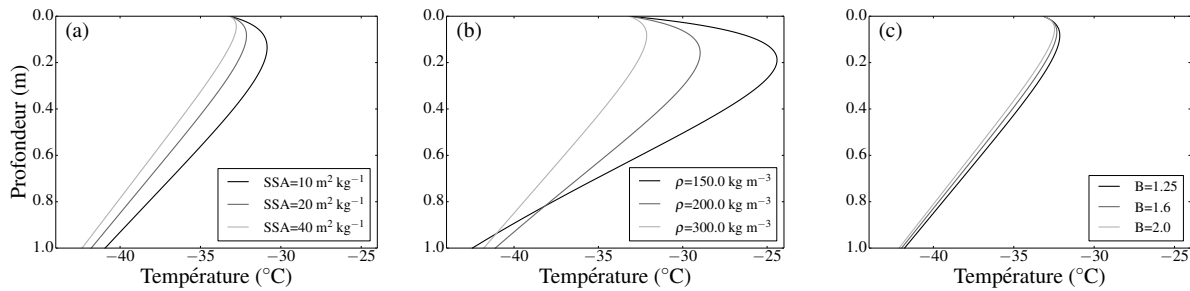 (a)
0.0
0.2
0.4
0.6
0.8
1.0
Profondeur (m)
SSA=10 m² kg⁻¹
SSA=20 m² kg⁻¹
SSA=40 m² kg⁻¹
−40 −35 −30 −25
Température (°C)
(b)
0.0
0.2
0.4
0.6
0.8
1.0
ρ=150.0 kg m⁻³
ρ=200.0 kg m⁻³
ρ=300.0 kg m⁻³
−40 −35 −30 −25
Température (°C)
(c)
0.0
0.2
0.4
0.6
0.8
1.0
B=1.25
B=1.6
B=2.0
−40 −35 −30 −25
Température (°C)